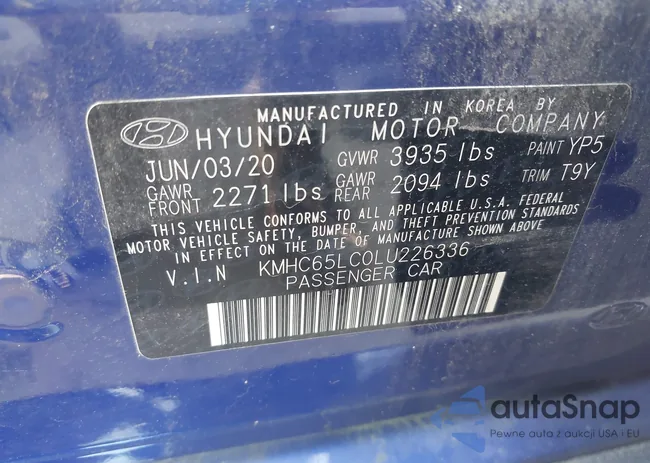 MANUFACTURED IN KOREA BY
HYUNDAI MOTOR COMPANY
JUN/03/20 GVWR 3935 lbs PAINT YP5
GAWR FRONT 2271 lbs GAWR REAR 2094 lbs TRIM T9Y
THIS VEHICLE CONFORMS TO ALL APPLICABLE U.S.A. FEDERAL
MOTOR VEHICLE SAFETY, BUMPER, AND THEFT PREVENTION STANDARDS
IN EFFECT ON THE DATE OF MANUFACTURE SHOWN ABOVE
V.I.N KMHC65LC0LU226336
PASSENGER CAR
autaSnap
Pewne auta z aukcji USA i EU